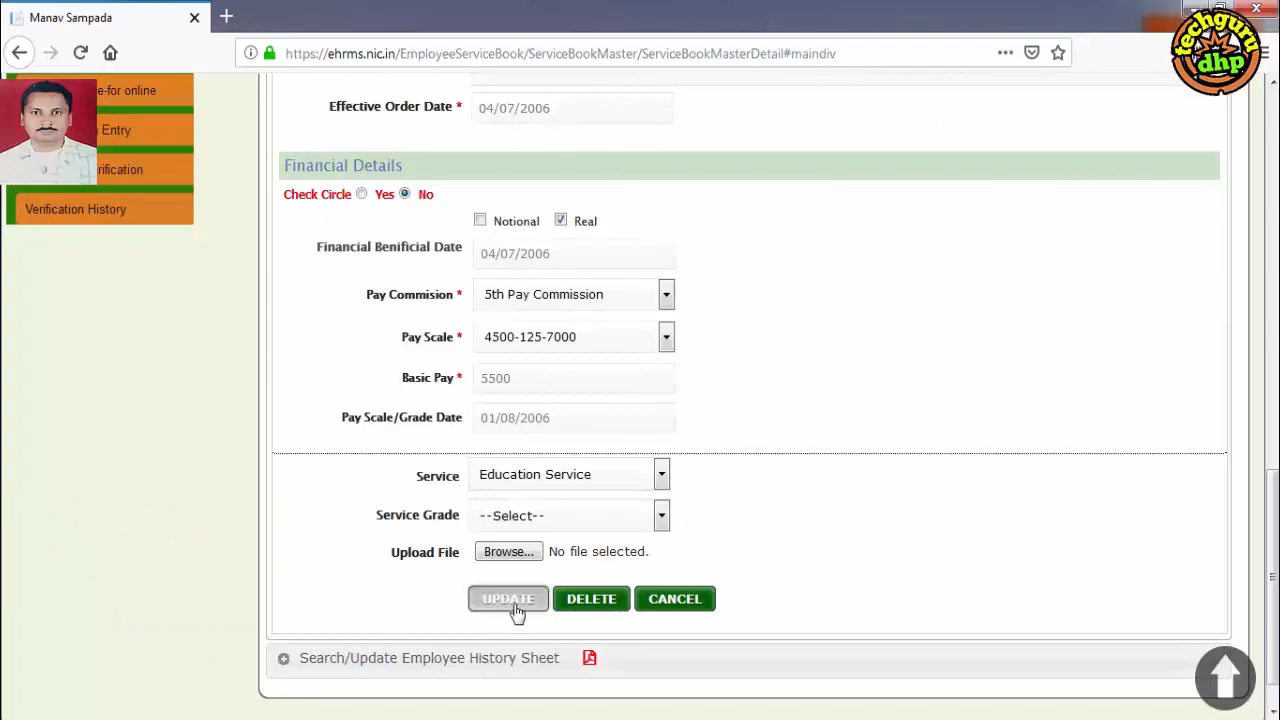 Manav Sampada
https://ehrms.nic.in/EmployeeServiceBook/ServiceBookMaster/ServiceBookMasterDetail#maindiv
techguru
dhp
e-for online
Entry
rification
Verification History
Effective Order Date * 04/07/2006
Financial Details
Check Circle Yes No
Notional Real
Financial Benificial Date 04/07/2006
Pay Commision * 5th Pay Commission
Pay Scale * 4500-125-7000
Basic Pay * 5500
Pay Scale/Grade Date 01/08/2006
Service Education Service
Service Grade --Select--
Upload File Browse... No file selected.
UPDATE DELETE CANCEL
Search/Update Employee History Sheet